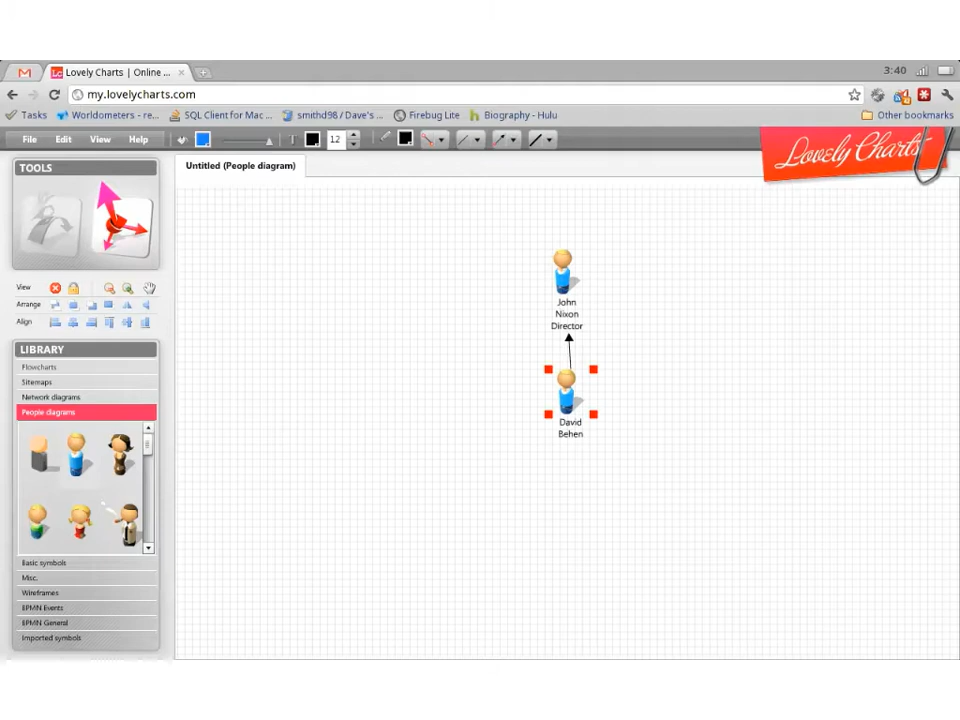 3:40
Lovely Charts | Online ...
my.lovelycharts.com
Tasks
Worldometers - re...
SQL Client for Mac ...
smithd98 / Dave's ...
Firebug Lite
Biography - Hulu
Other bookmarks
File
Edit
View
Help
T
12
Lovely Charts
TOOLS
Untitled (People diagram)
View
Arrange
Align
LIBRARY
Flowcharts
Sitemaps
Network diagrams
People diagrams
Basic symbols
Misc.
Wireframes
BPMN Events
BPMN General
Imported symbols
John
Nixon
Director
David
Behen